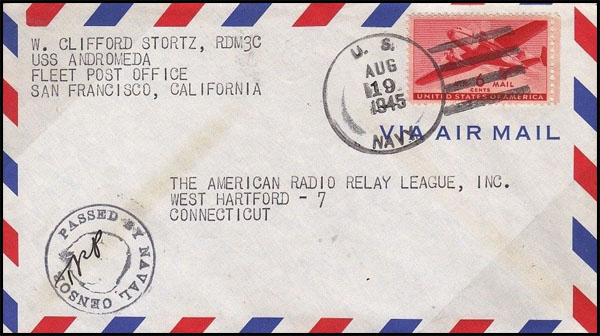 W. CLIFFORD STORTZ, RDM3C
USS ANDROMEDA
FLEET POST OFFICE
SAN FRANCISCO, CALIFORNIA
U. S.
AUG
19
1945
NAVY
6
CENTS
MAIL
UNITED STATES OF AMERICA
VIA AIR MAIL
THE AMERICAN RADIO RELAY LEAGUE, INC.
WEST HARTFORD - 7
CONNECTICUT
PASSED BY NAVAL CENSOR